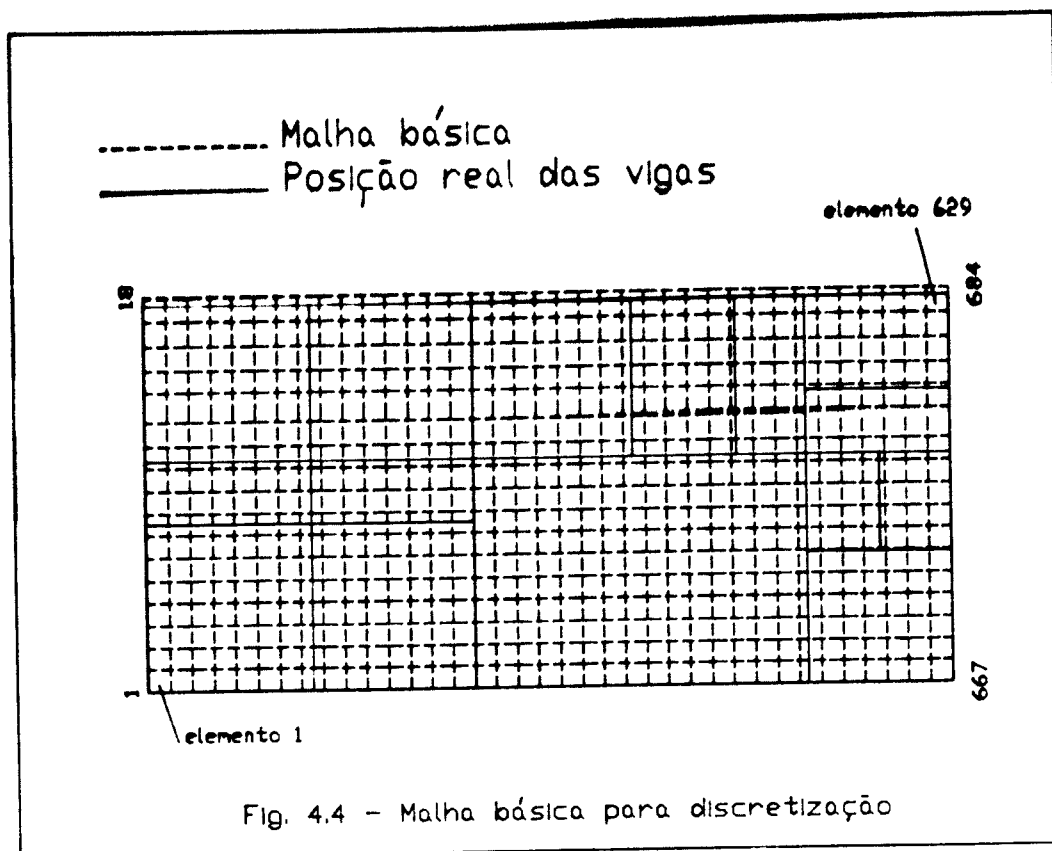 Malha básica
Posição real das vigas
elemento 629
18
684
1
667
elemento 1
Fig. 4.4 - Malha básica para discretização